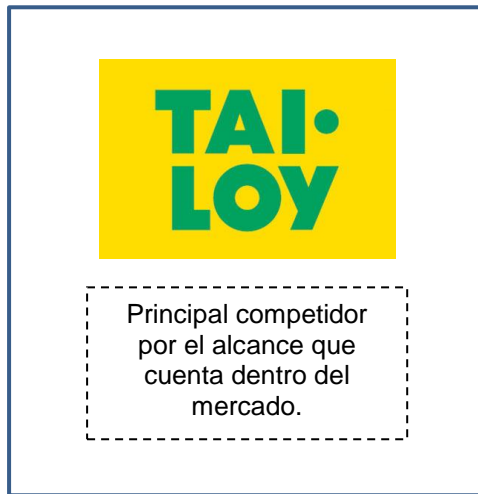 TAI•
LOY
Principal competidor
por el alcance que
cuenta dentro del
mercado.